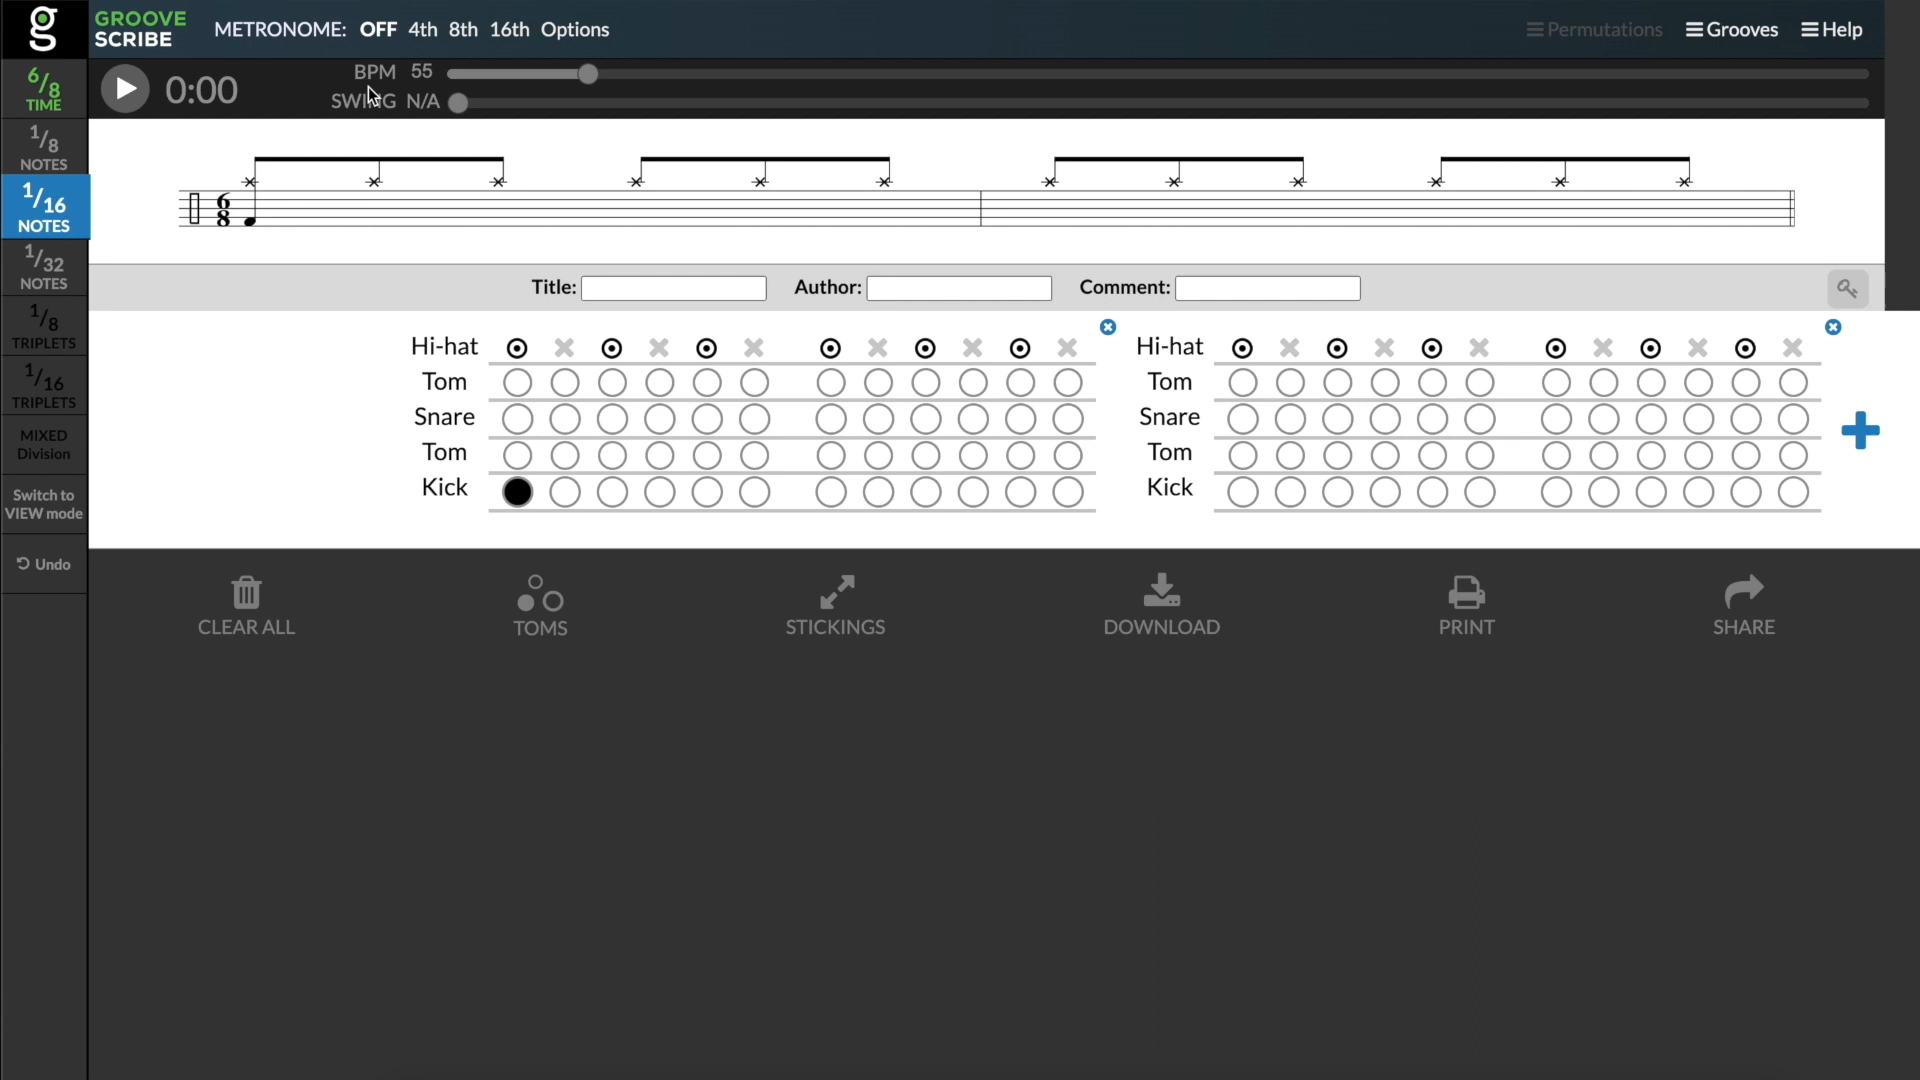 g GROOVE SCRIBE METRONOME: OFF 4th 8th 16th Options Permutations Grooves Help
6/8 TIME
0:00
BPM 55
SWING N/A
1/8 NOTES
1/16 NOTES
1/32 NOTES
1/8 TRIPLETS
1/16 TRIPLETS
MIXED Division
Switch to VIEW mode
Undo
6
8
Title: Author: Comment:
Hi-hat
Tom
Snare
Tom
Kick
Hi-hat
Tom
Snare
Tom
Kick
CLEAR ALL TOMS STICKINGS DOWNLOAD PRINT SHARE